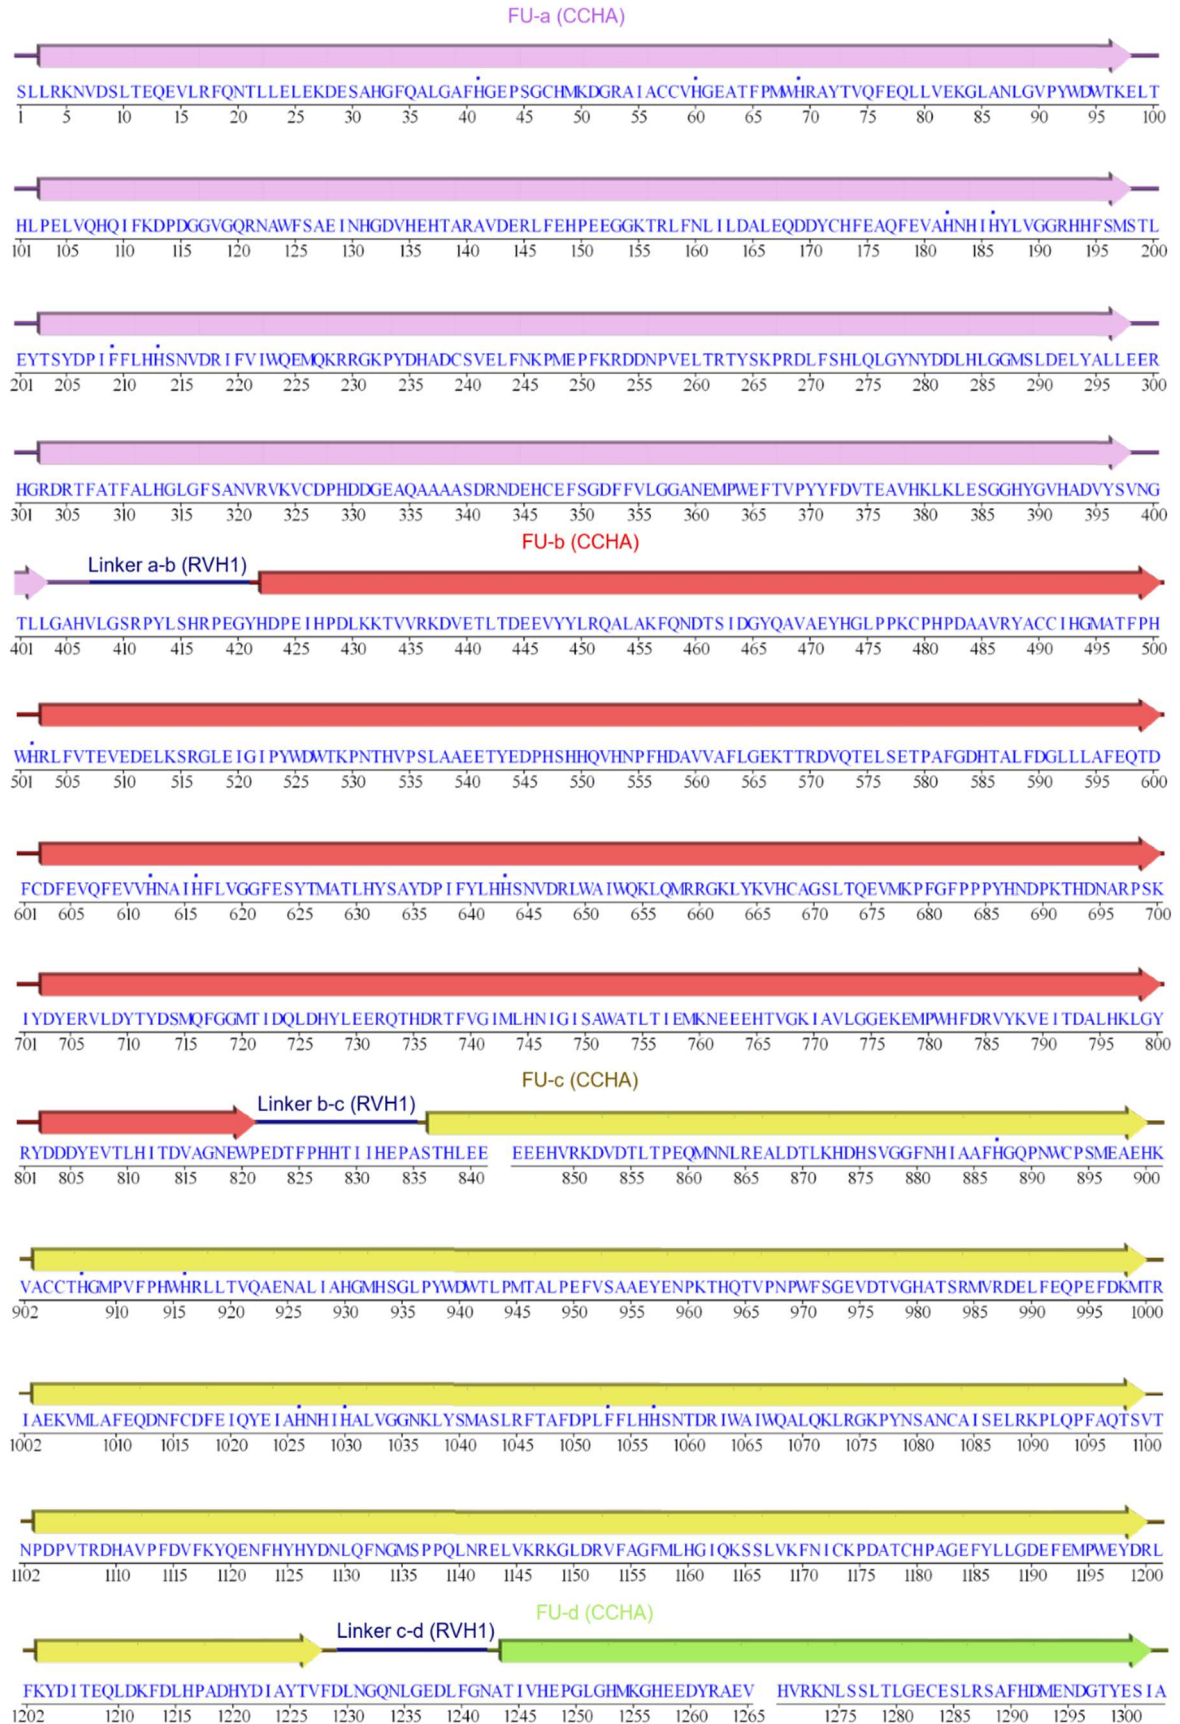 FU-a (CCHA)
SLLRKNVDSLTEQEVLRFQNTLLELEKDESAHGFQALGAFHGEPSGCHMKDGRAIACCVHGEATFPMWHRAYTVQFEQLLVEKGLANLGVPYWDWTKELT
1 5 10 15 20 25 30 35 40 45 50 55 60 65 70 75 80 85 90 95 100
HLPELVQHQIFKDPDGGVGQRNAWFSAEINHGDVHEHTARAVDERLFEHPEEGGKTRLFNLILDALEQDDYCHFEAQFEVAHNHIHYLVGGRHHFSMSTL
101 105 110 115 120 125 130 135 140 145 150 155 160 165 170 175 180 185 190 195 200
EYTSYDPIFFLHHSNVDRIFVIWQEMQKRRGKPYDHADCSVELFNKPMEPFKRDDNPVELTRTYSKPRDLFSHLQLGYNYDDLHLGGMSLDELYALLEER
201 205 210 215 220 225 230 235 240 245 250 255 260 265 270 275 280 285 290 295 300
HGRDRTFATFALHGLGFSANVRVKVCDPHDDGEAQAAAASDRNDEHCEFSGDFFVLGGANEMPWEFTVPYYFDVTEAVHKLKLESGGHYGVHADVYSVNG
301 305 310 315 320 325 330 335 340 345 350 355 360 365 370 375 380 385 390 395 400
FU-b (CCHA)
Linker a-b (RVH1)
TLLGAHVLGSRPYLSHRPEGYHDPEIHPDLKKTVVRKDVETLTDEEVYYLRQALAKFQNDTSIDGYQAVAEYHGLPPKCPHPDAAVRYACCIHGMATFPH
401 405 410 415 420 425 430 435 440 445 450 455 460 465 470 475 480 485 490 495 500
WHRLFVTEVEDELKSRGLEIGIPYWDWTKPNTHVPSLAAEETYEDPHSHHQVHNPFHDAVVAFLGEKTTRDVQTELSETPAFGDHTALFDGLLLAFEQTD
501 505 510 515 520 525 530 535 540 545 550 555 560 565 570 575 580 585 590 595 600
FCDFEVQFEVVHNAIHFLVGGFESYTMATLHYSAYDPIFYLHHSNVDRLWAIWQKLQMRRGKLYKVHCAGSLTQEVMKPFGFPPPYHNDPKTHDNARPSK
601 605 610 615 620 625 630 635 640 645 650 655 660 665 670 675 680 685 690 695 700
IYDYERVLDYTYDSMQFGGMTIDQLDHYLEERQTHDRTFVGIMLHNIGISAWATLTIEMKNEEEHTVGKIAVLGGEKEMPWHFDRVYKVEITDALHKLGY
701 705 710 715 720 725 730 735 740 745 750 755 760 765 770 775 780 785 790 795 800
FU-c (CCHA)
Linker b-c (RVH1)
RYDDDYEVTLHITDVAGNEWPEDTFPHHTIIHEPASTHLEE EEEHVRKDVDTLTPEQMNNLREALDTLKHDHSVGGFNHIAAFHGQPNWCPSMEAEHK
801 805 810 815 820 825 830 835 840 850 855 860 865 870 875 880 885 890 895 900
VACCTHGMPVFPHWHRLLTVQAENALIAHGMHSGLPYWDWTLPMTALPEFVSAAEYENPKTHQTVPNPWFSGEVDTVGHATSRMVRDELFEQPEFDKMTR
902 910 915 920 925 930 935 940 945 950 955 960 965 970 975 980 985 990 995 1000
IAEKVMLAFEQDNFCDFEIQYEIAHNHIHALVGGNKLYSMASLRFTAFDPLFFLHHSNTDRIWAIWQALQKLRGKPYNSANCAISELRKPLQPFAQTSVT
1002 1010 1015 1020 1025 1030 1035 1040 1045 1050 1055 1060 1065 1070 1075 1080 1085 1090 1095 1100
NPDPVTRDHAVPFDVFKYQENFHYHYDNLQFNGMSPPQLNRELVKRKGLDRVFAGFMLHGIQKSSLVKFNICKPDATCHPAGEFYLLGDEFEMPWEYDRL
1102 1110 1115 1120 1125 1130 1135 1140 1145 1150 1155 1160 1165 1170 1175 1180 1185 1190 1195 1200
FU-d (CCHA)
Linker c-d (RVH1)
FKYDITEQLDKFDLHPADHYDIAYTVFDLNGQNLGEDLFGNATIVHEPGLGHMKGHEEDYRAEV HVRKNLSSLTLGECESLRSAFHDMENDGTYESIA
1202 1210 1215 1220 1225 1230 1235 1240 1245 1250 1255 1260 1265 1275 1280 1285 1290 1295 1300